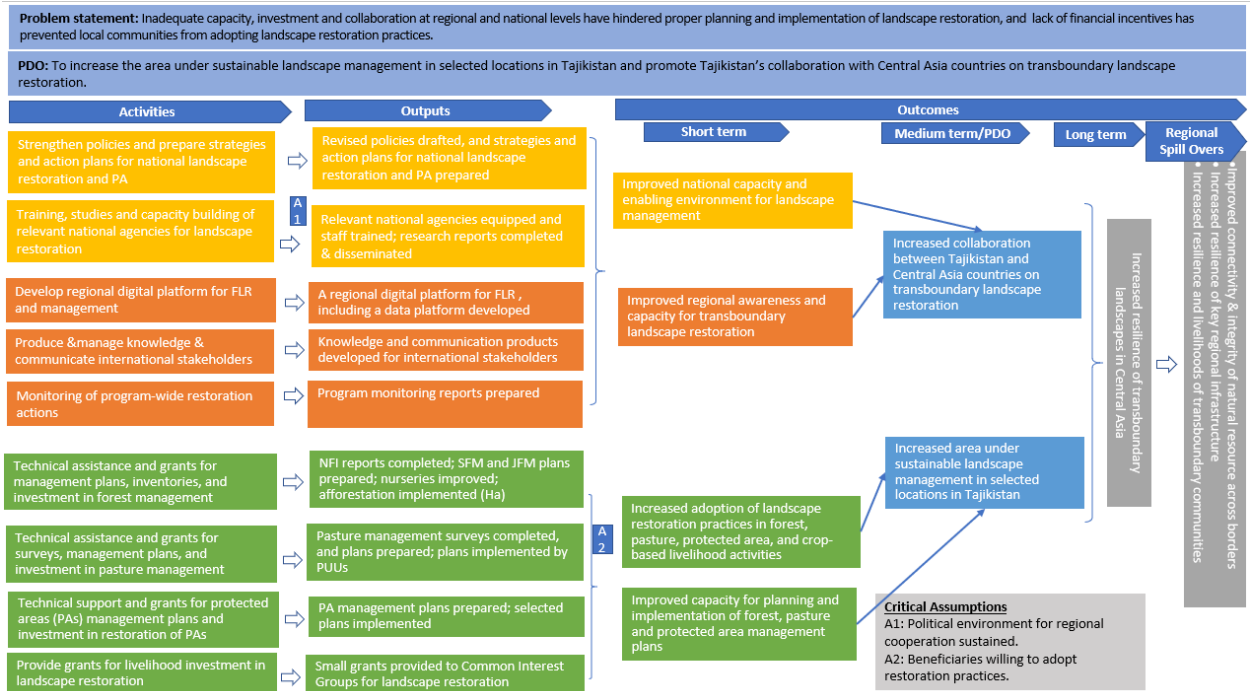 Problem statement: Inadequate capacity, investment and collaboration at regional and national levels have hindered proper planning and implementation of landscape restoration, and lack of financial incentives has
prevented local communities from adopting landscape restoration practices.
PDO: To increase the area under sustainable landscape management in selected locations in Tajikistan and promote Tajikistan's collaboration with Central Asia countries on transboundary landscape
restoration.
Activities
Outputs
Outcomes
Short term
Medium term/PDO
Long term
Regional
Spill Overs
Strengthen policies and prepare strategies
and action plans for national landscape
restoration and PA
Revised policies drafted, and strategies and
action plans for national landscape
restoration and PA prepared
Training, studies and capacity building of
relevant national agencies for landscape
restoration
A
1
Relevant national agencies equipped and
staff trained; research reports completed
& disseminated
Develop regional digital platform for FLR
and management
A regional digital platform for FLR ,
including a data platform developed
Produce &manage knowledge &
communicate international stakeholders
Knowledge and communication products
developed for international stakeholders
Monitoring of program-wide restoration
actions
Program monitoring reports prepared
Technical assistance and grants for
management plans, inventories, and
investment in forest management
NFI reports completed; SFM and JFM plans
prepared; nurseries improved;
afforestation implemented (Ha)
Technical assistance and grants for
surveys, management plans, and
investment in pasture management
Pasture management surveys completed,
and plans prepared; plans implemented by
PUUs
Technical support and grants for protected
areas (PAs) management plans and
investment in restoration of PAs
PA management plans prepared; selected
plans implemented
Provide grants for livelihood investment in
landscape restoration
Small grants provided to Common Interest
Groups for landscape restoration
A
2
Improved national capacity and
enabling environment for landscape
management
Improved regional awareness and
capacity for transboundary
landscape restoration
Increased adoption of landscape
restoration practices in forest,
pasture, protected area, and crop-
based livelihood activities
Improved capacity for planning and
implementation of forest, pasture
and protected area management
plans
Increased collaboration
between Tajikistan and
Central Asia countries on
transboundary landscape
restoration
Increased area under
sustainable landscape
management in selected
locations in Tajikistan
Increased resilience of transboundary
landscapes in Central Asia
• Improved connectivity & integrity of natural resource across borders
• Increased resilience of key regional infrastructure
• Increased resilience and livelihoods of transboundary communities
Critical Assumptions
A1: Political environment for regional
cooperation sustained.
A2: Beneficiaries willing to adopt
restoration practices.